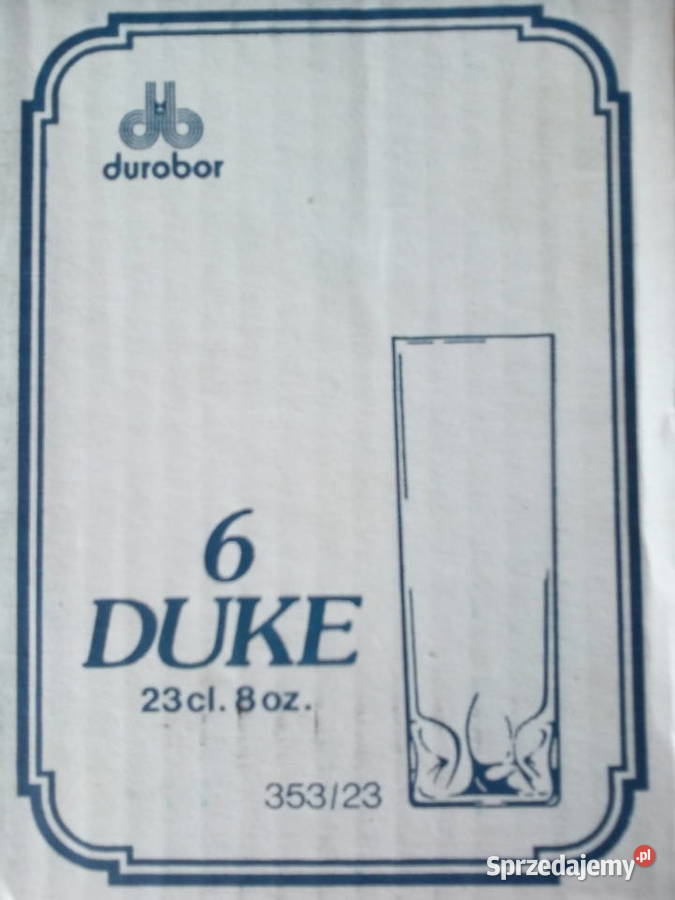 durobor
6
DUKE
23cl. 8oz.
353/23
Sprzedajemy.pl